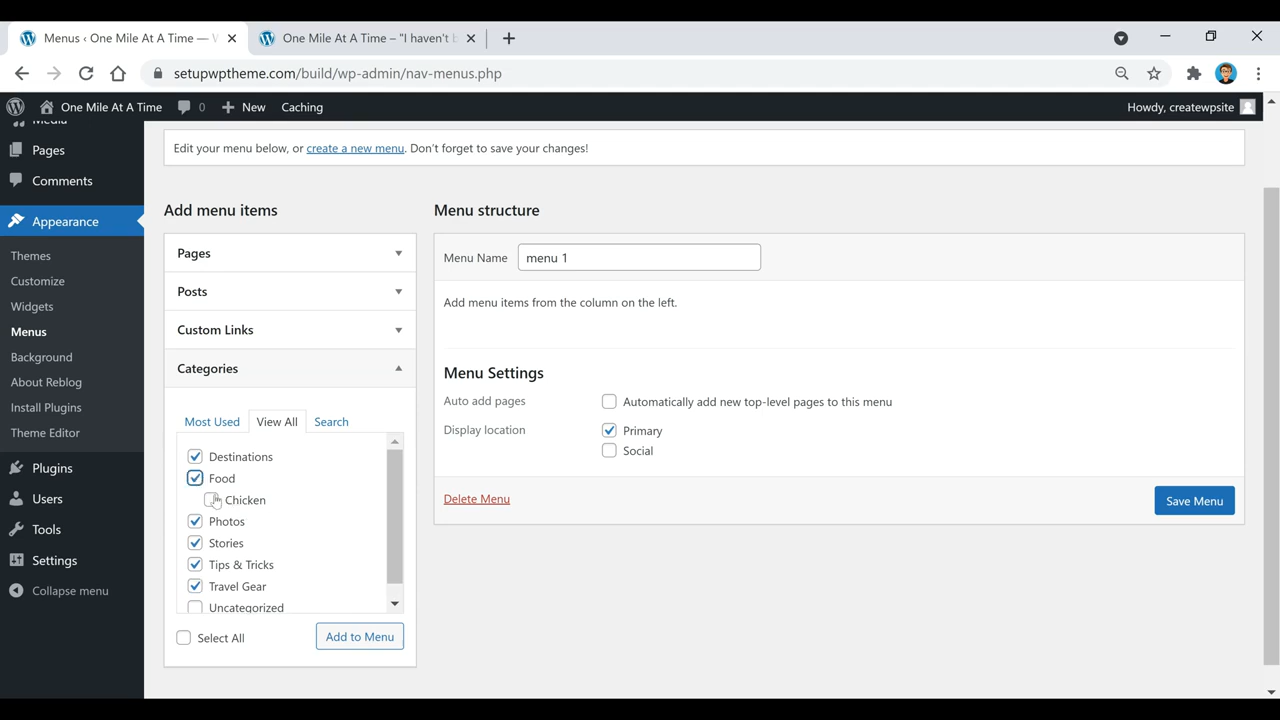 Menus ‹ One Mile At A Time — W
One Mile At A Time – "I haven't b
setupwptheme.com/build/wp-admin/nav-menus.php
One Mile At A Time
0
New
Caching
Howdy, createwpsite
Media
Pages
Comments
Appearance
Themes
Customize
Widgets
Menus
Background
About Reblog
Install Plugins
Theme Editor
Plugins
Users
Tools
Settings
Collapse menu
Edit your menu below, or create a new menu. Don't forget to save your changes!
Add menu items
Pages
Posts
Custom Links
Categories
Most Used View All Search
Destinations
Food
Chicken
Photos
Stories
Tips & Tricks
Travel Gear
Uncategorized
Select All
Add to Menu
Menu structure
Menu Name menu 1
Add menu items from the column on the left.
Menu Settings
Auto add pages Automatically add new top-level pages to this menu
Display location Primary
Social
Delete Menu
Save Menu